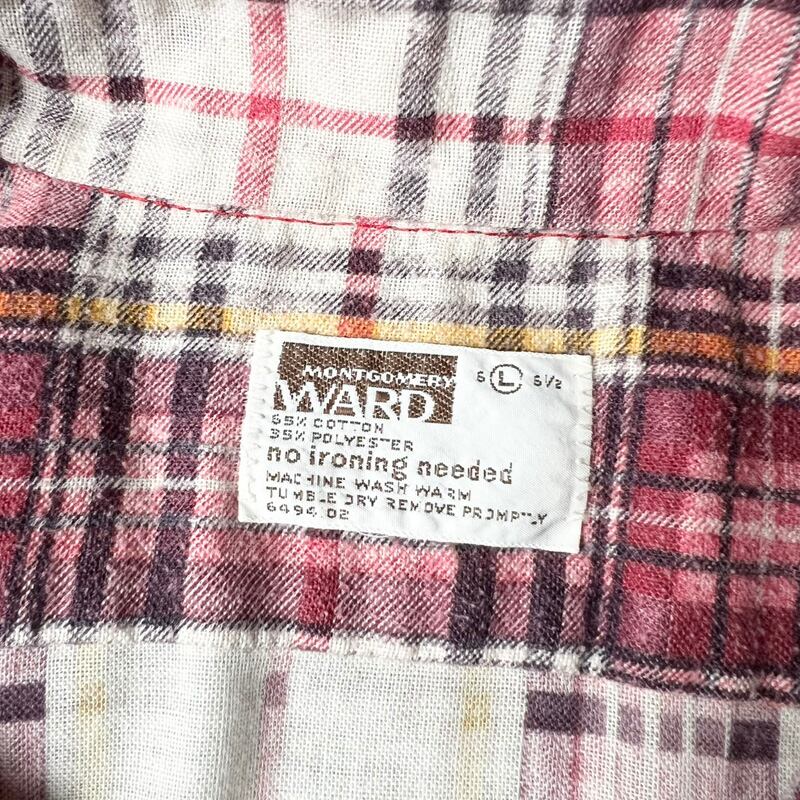 MONTGOMERY
WARD
6 L 6 1/2
65% COTTON
35% POLYESTER
no ironing needed
MACHINE WASH WARM
TUMBLE DRY REMOVE PROMPTLY
6494.02